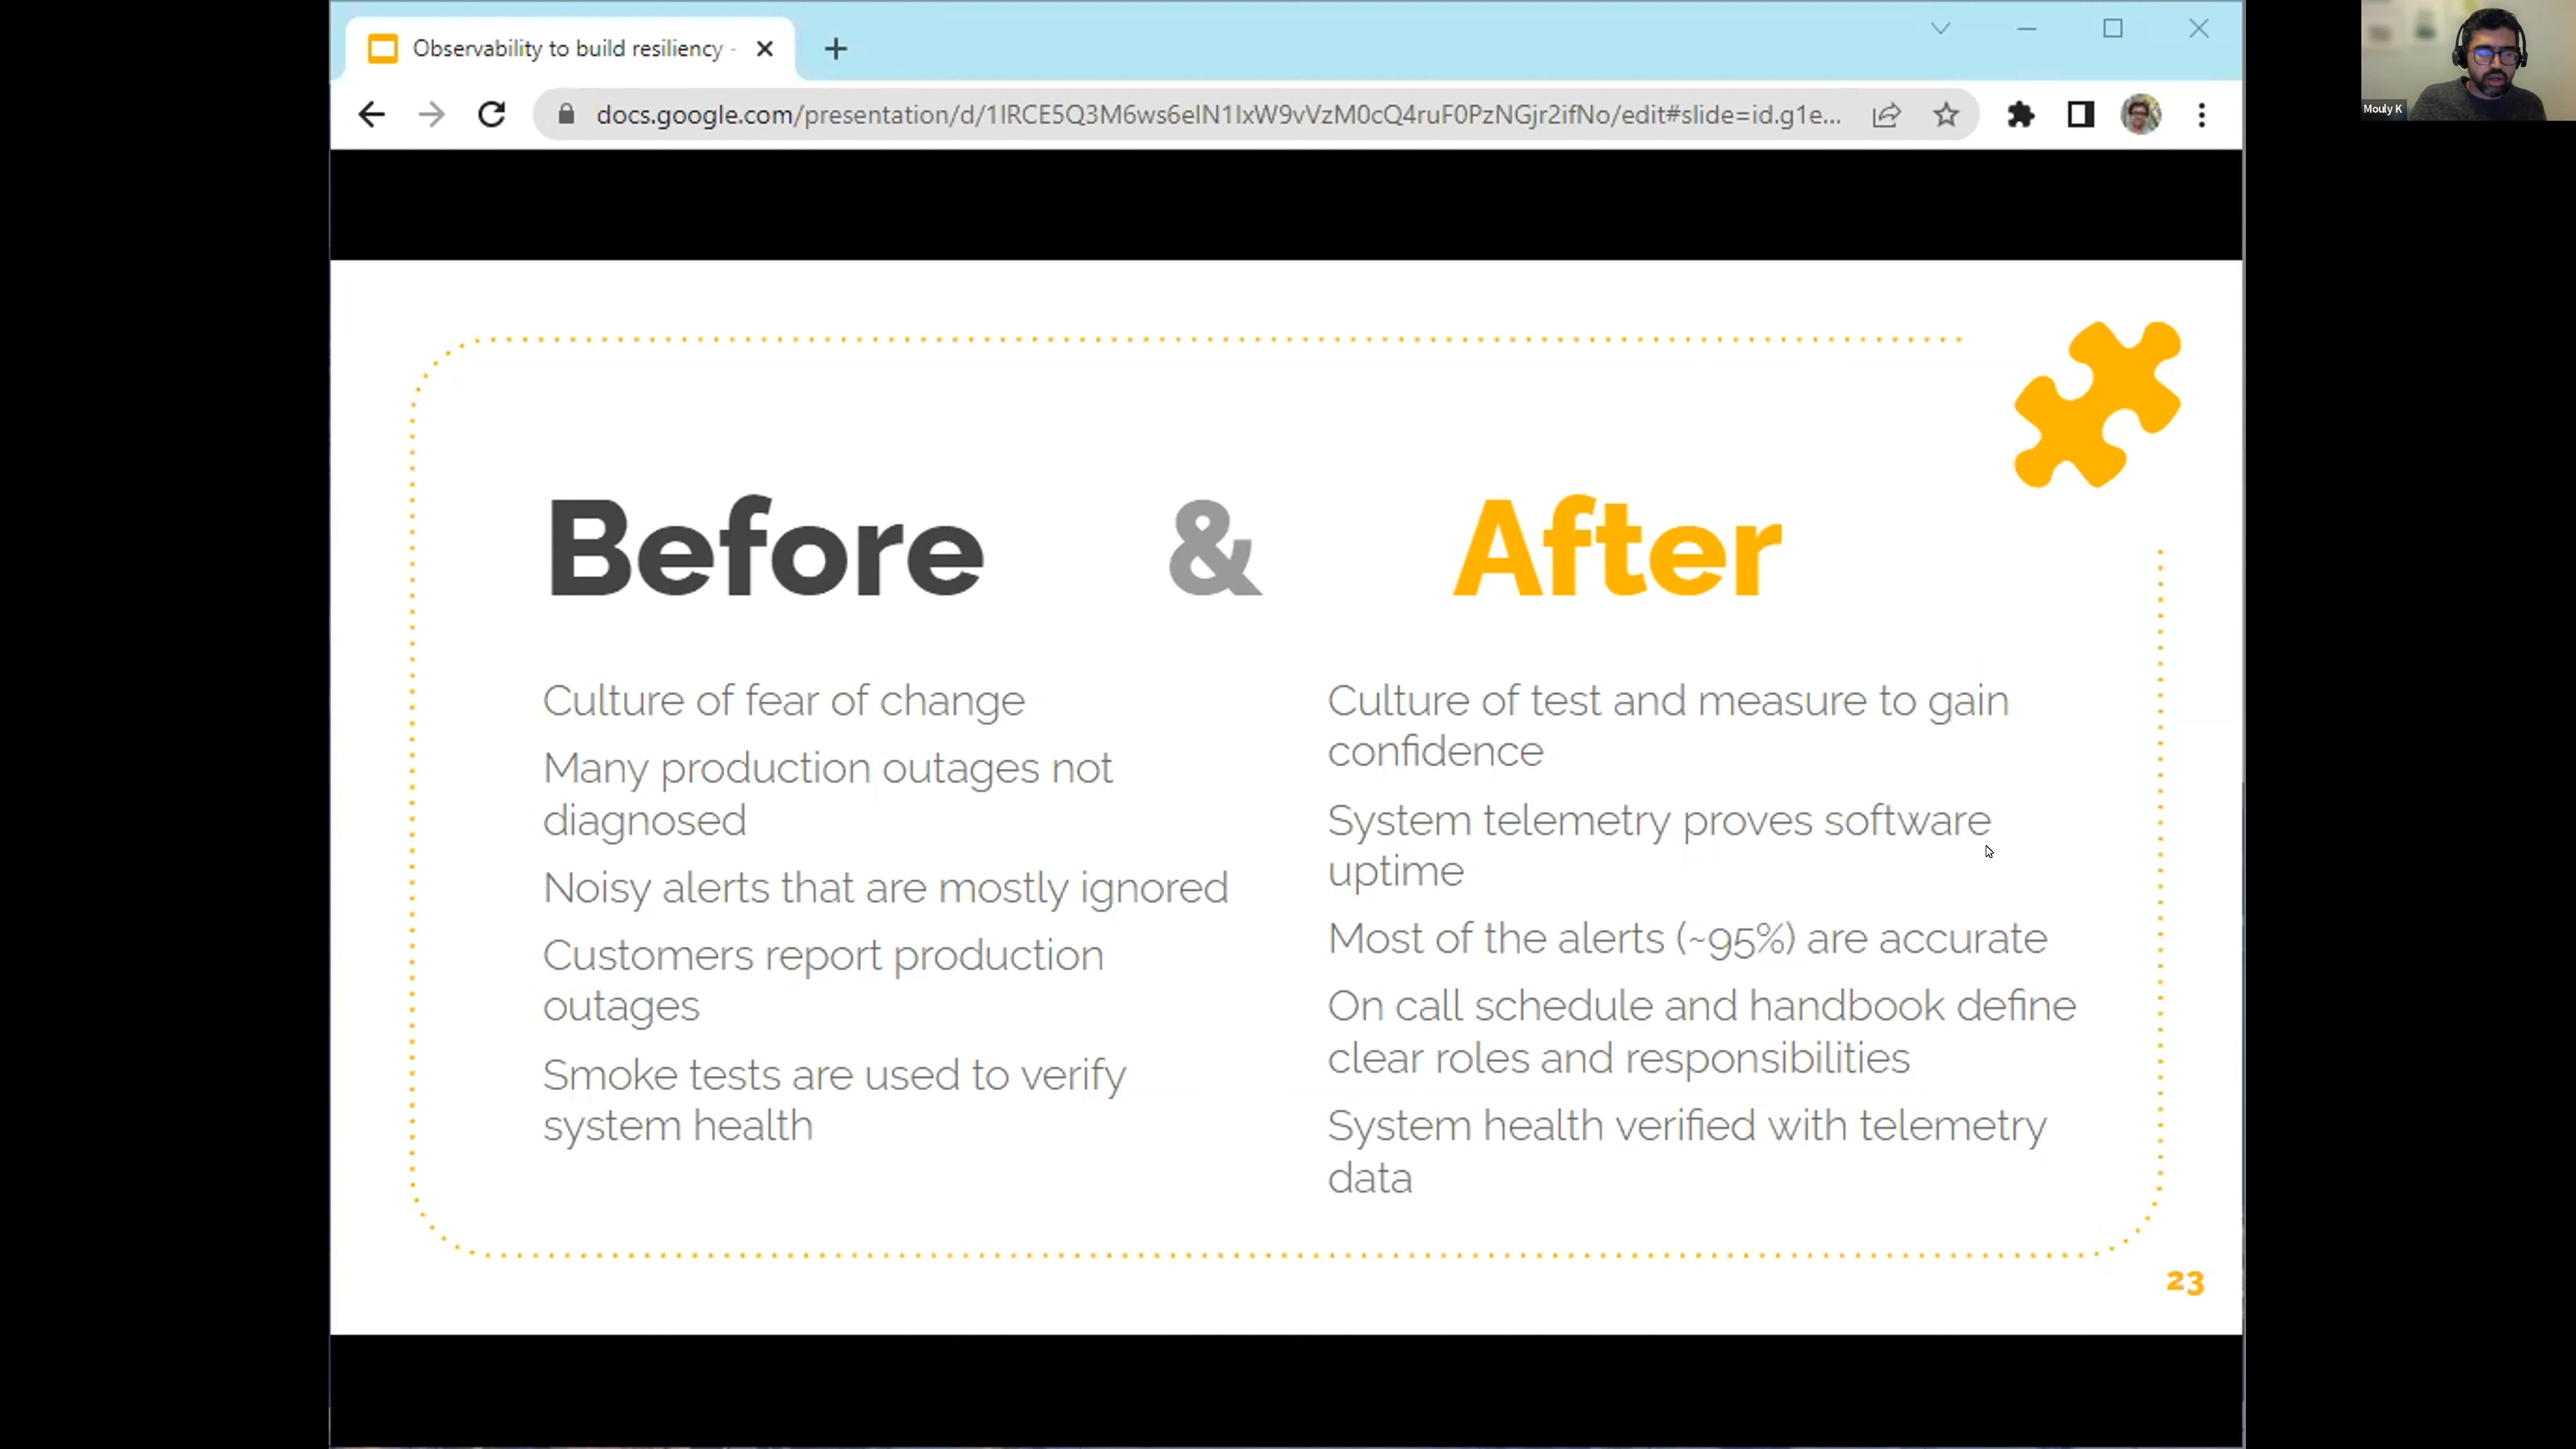 Observability to build resiliency -
docs.google.com/presentation/d/1IRCE5Q3M6ws6eIN1IxW9vVzM0cQ4ruF0PzNGjr2ifNo/edit#slide=id.g1e...
Mouly K
Before & After
Culture of fear of change
Many production outages not
diagnosed
Noisy alerts that are mostly ignored
Customers report production
outages
Smoke tests are used to verify
system health
Culture of test and measure to gain
confidence
System telemetry proves software
uptime
Most of the alerts (~95%) are accurate
On call schedule and handbook define
clear roles and responsibilities
System health verified with telemetry
data
23